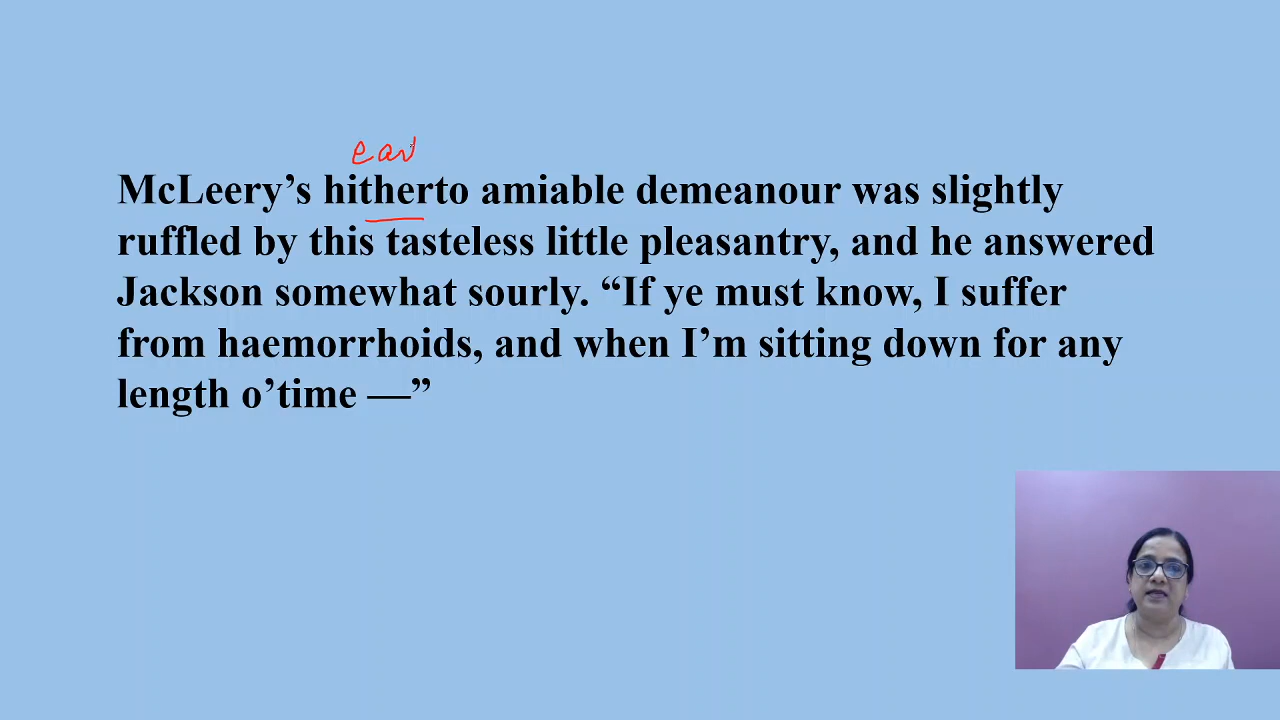 ear
McLeery’s hitherto amiable demeanour was slightly
ruffled by this tasteless little pleasantry, and he answered
Jackson somewhat sourly. “If ye must know, I suffer
from haemorrhoids, and when I’m sitting down for any
length o’time —”